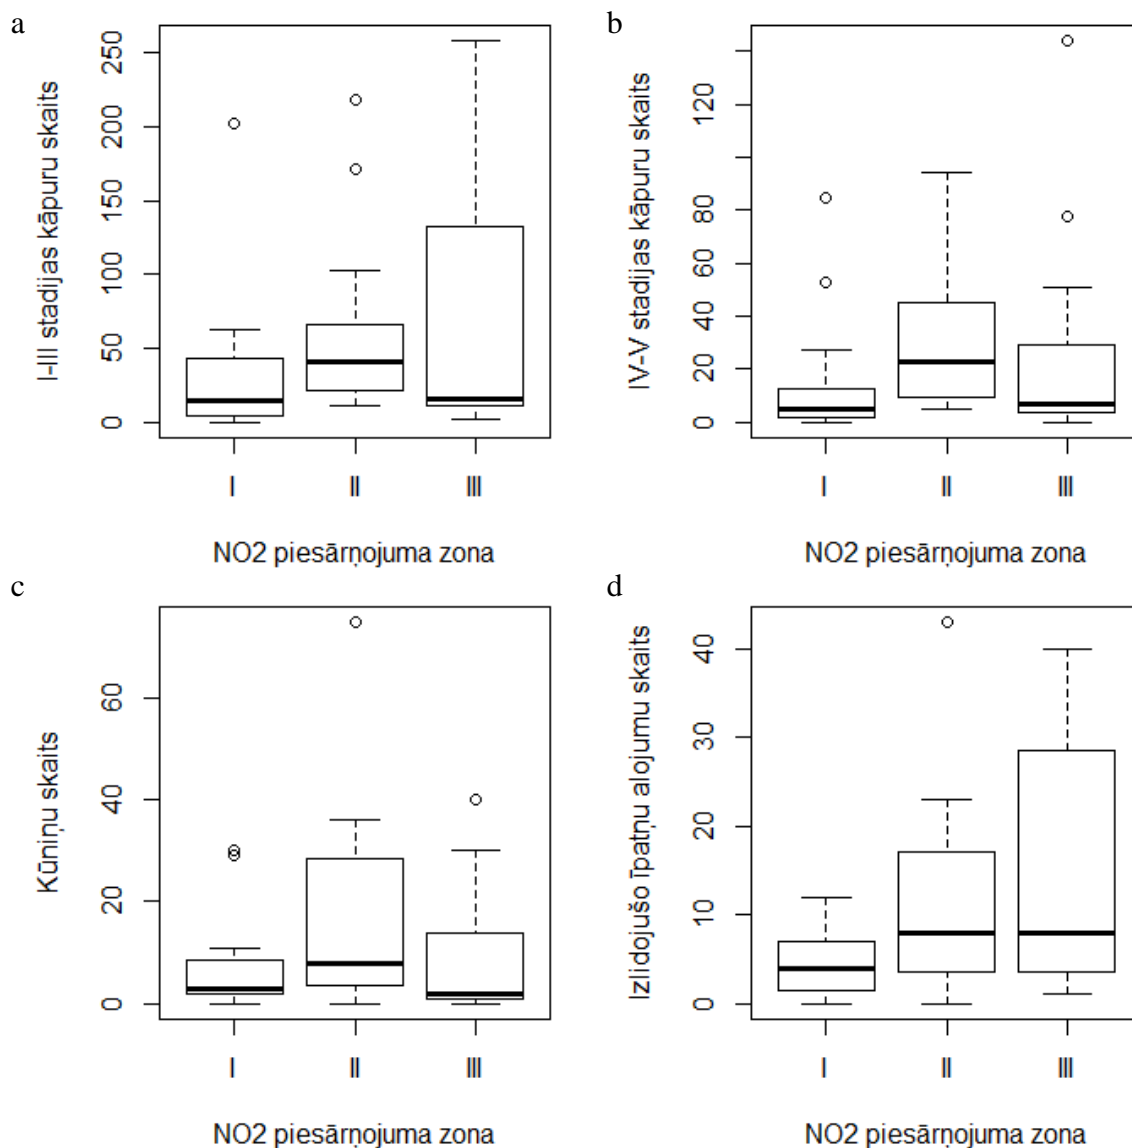 a
I-III stadijas kāpuru skaits
0 50 100 150 200 250
I II III
NO2 piesārņojuma zona
b
IV-V stadijas kāpuru skaits
0 20 40 60 80 120
I II III
NO2 piesārņojuma zona
c
Kūniņu skaits
0 20 40 60
I II III
NO2 piesārņojuma zona
d
Izlidojušo īpatņu alojumu skaits
0 10 20 30 40
I II III
NO2 piesārņojuma zona